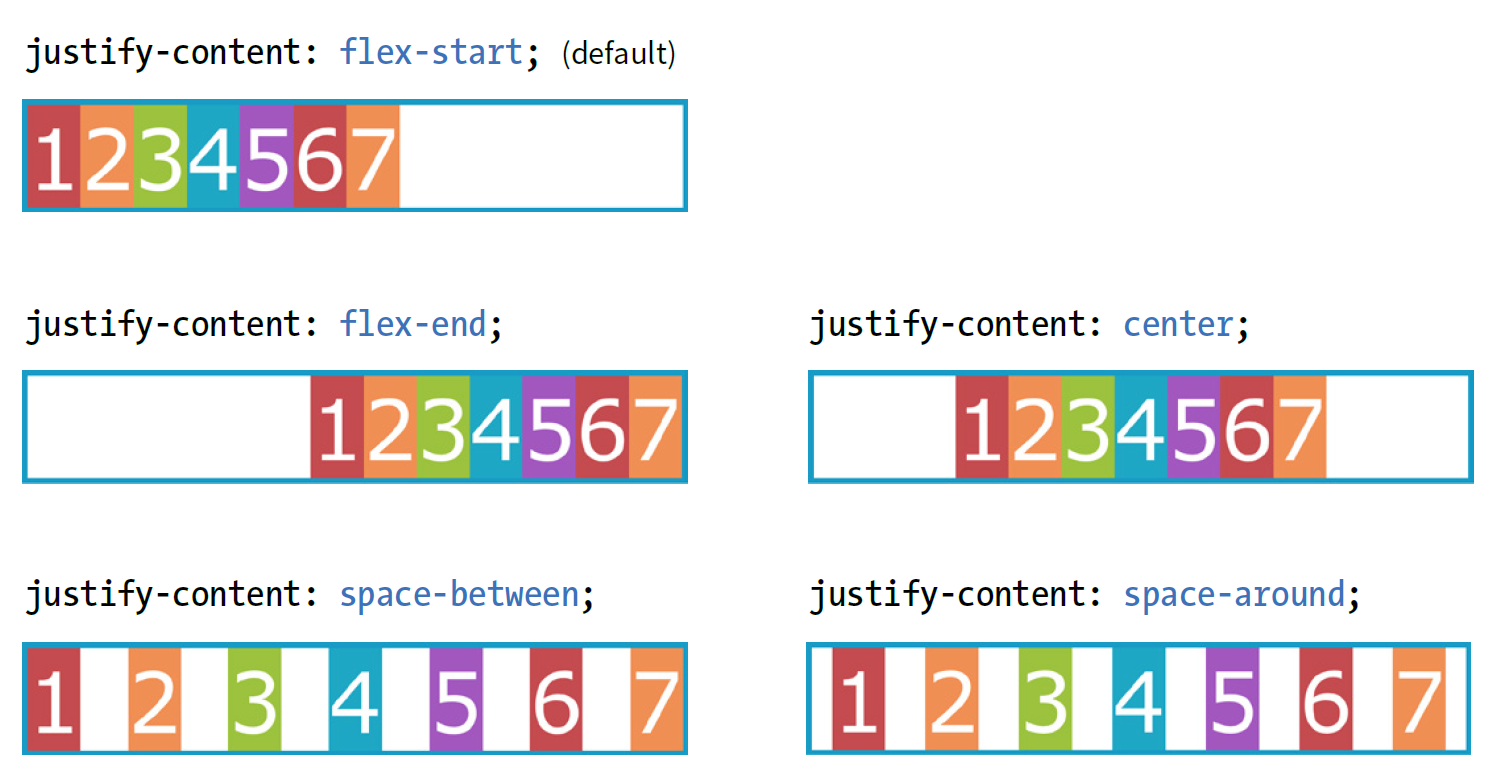 justify-content: flex-start; (default)
1234567
justify-content: flex-end;
1234567
justify-content: center;
1234567
justify-content: space-between;
1 2 3 4 5 6 7
justify-content: space-around;
1 2 3 4 5 6 7